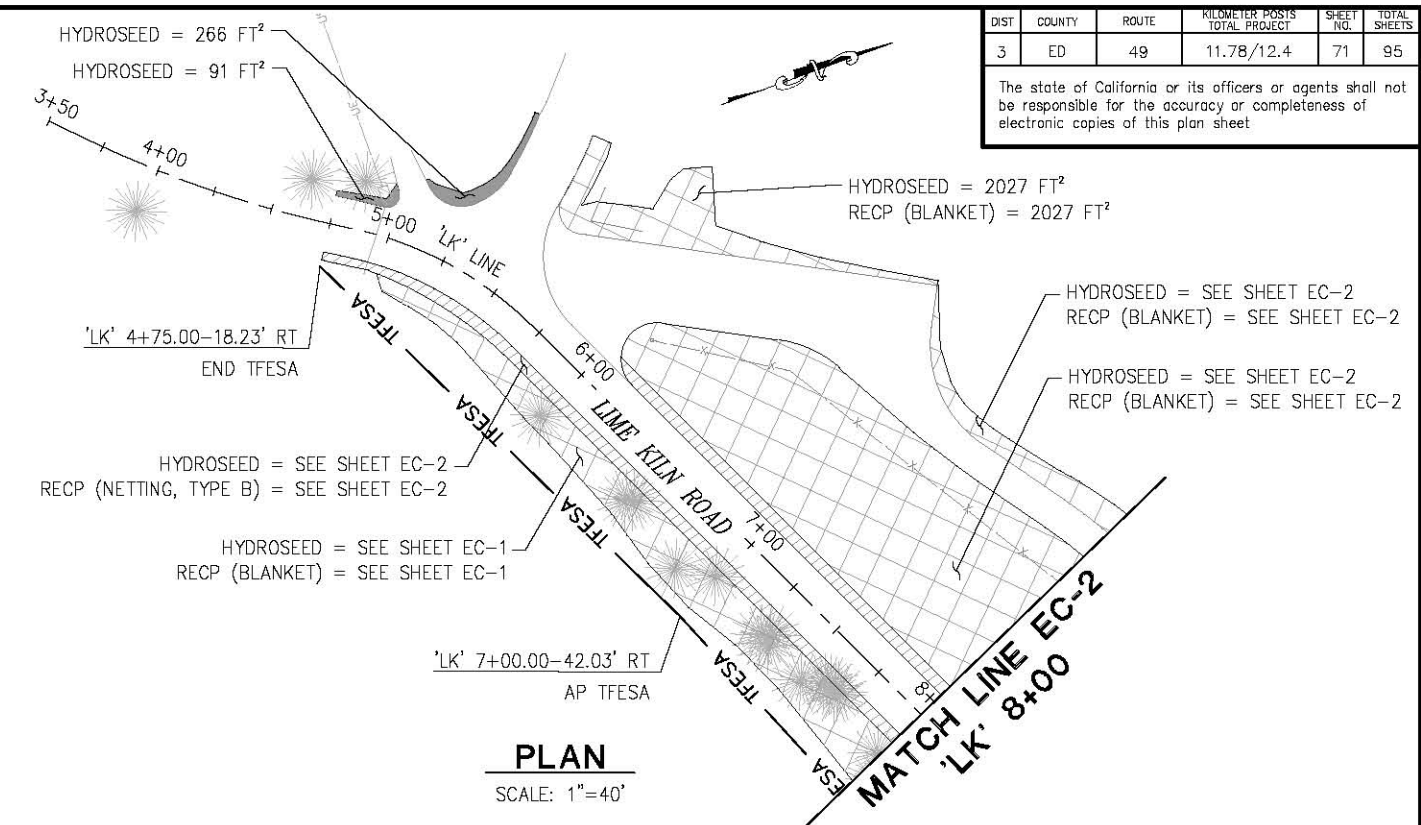 HYDROSEED = 266 FT²
HYDROSEED = 91 FT²
DIST COUNTY ROUTE KILOMETER POSTS TOTAL PROJECT SHEET NO. TOTAL SHEETS
3 ED 49 11.78/12.4 71 95
The state of California or its officers or agents shall not
be responsible for the accuracy or completeness of
electronic copies of this plan sheet
3+50
4+00
5+00
'LK' LINE
HYDROSEED = 2027 FT²
RECP (BLANKET) = 2027 FT²
HYDROSEED = SEE SHEET EC-2
RECP (BLANKET) = SEE SHEET EC-2
HYDROSEED = SEE SHEET EC-2
RECP (BLANKET) = SEE SHEET EC-2
'LK' 4+75.00-18.23' RT
END TFESA
TFESA
TFESA
TFESA
TFESA
TFESA
ESA
6+00
LIME KILN ROAD
7+00
8+
HYDROSEED = SEE SHEET EC-2
RECP (NETTING, TYPE B) = SEE SHEET EC-2
HYDROSEED = SEE SHEET EC-1
RECP (BLANKET) = SEE SHEET EC-1
'LK' 7+00.00-42.03' RT
AP TFESA
MATCH LINE EC-2
'LK' 8+00
PLAN
SCALE: 1"=40'